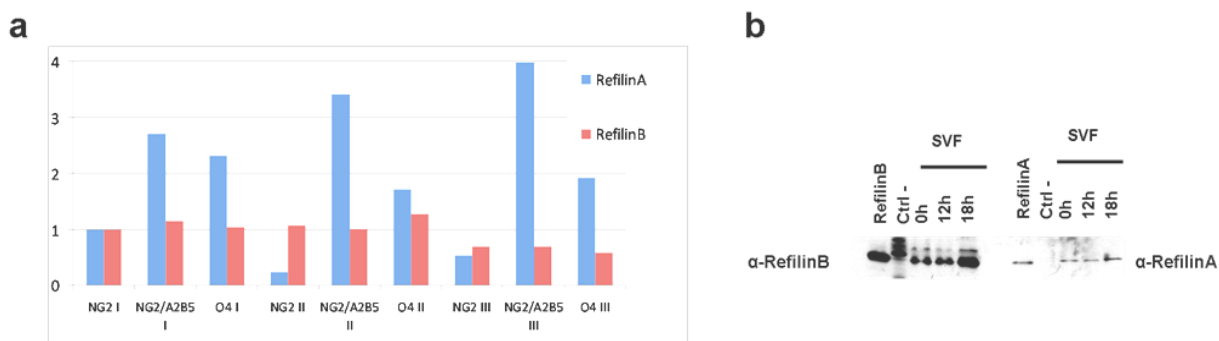 a
4
3
2
1
0
RefilinA
RefilinB
NG2 I
NG2/A2B5
I
O4 I
NG2 II
NG2/A2B5
II
O4 II
NG2 III
NG2/A2B5
III
O4 III
b
SVF
RefilinB
Ctrl -
0h
12h
18h
SVF
RefilinA
Ctrl -
0h
12h
18h
α-RefilinB
α-RefilinA